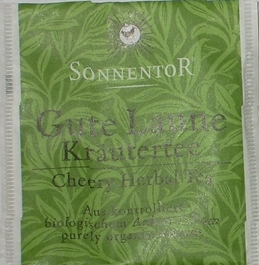 SONNENTOR
Gute Laune
Kräutertee
Cheery Herbal Tea
Aus kontrolliert
biologischem Anbau
purely organic